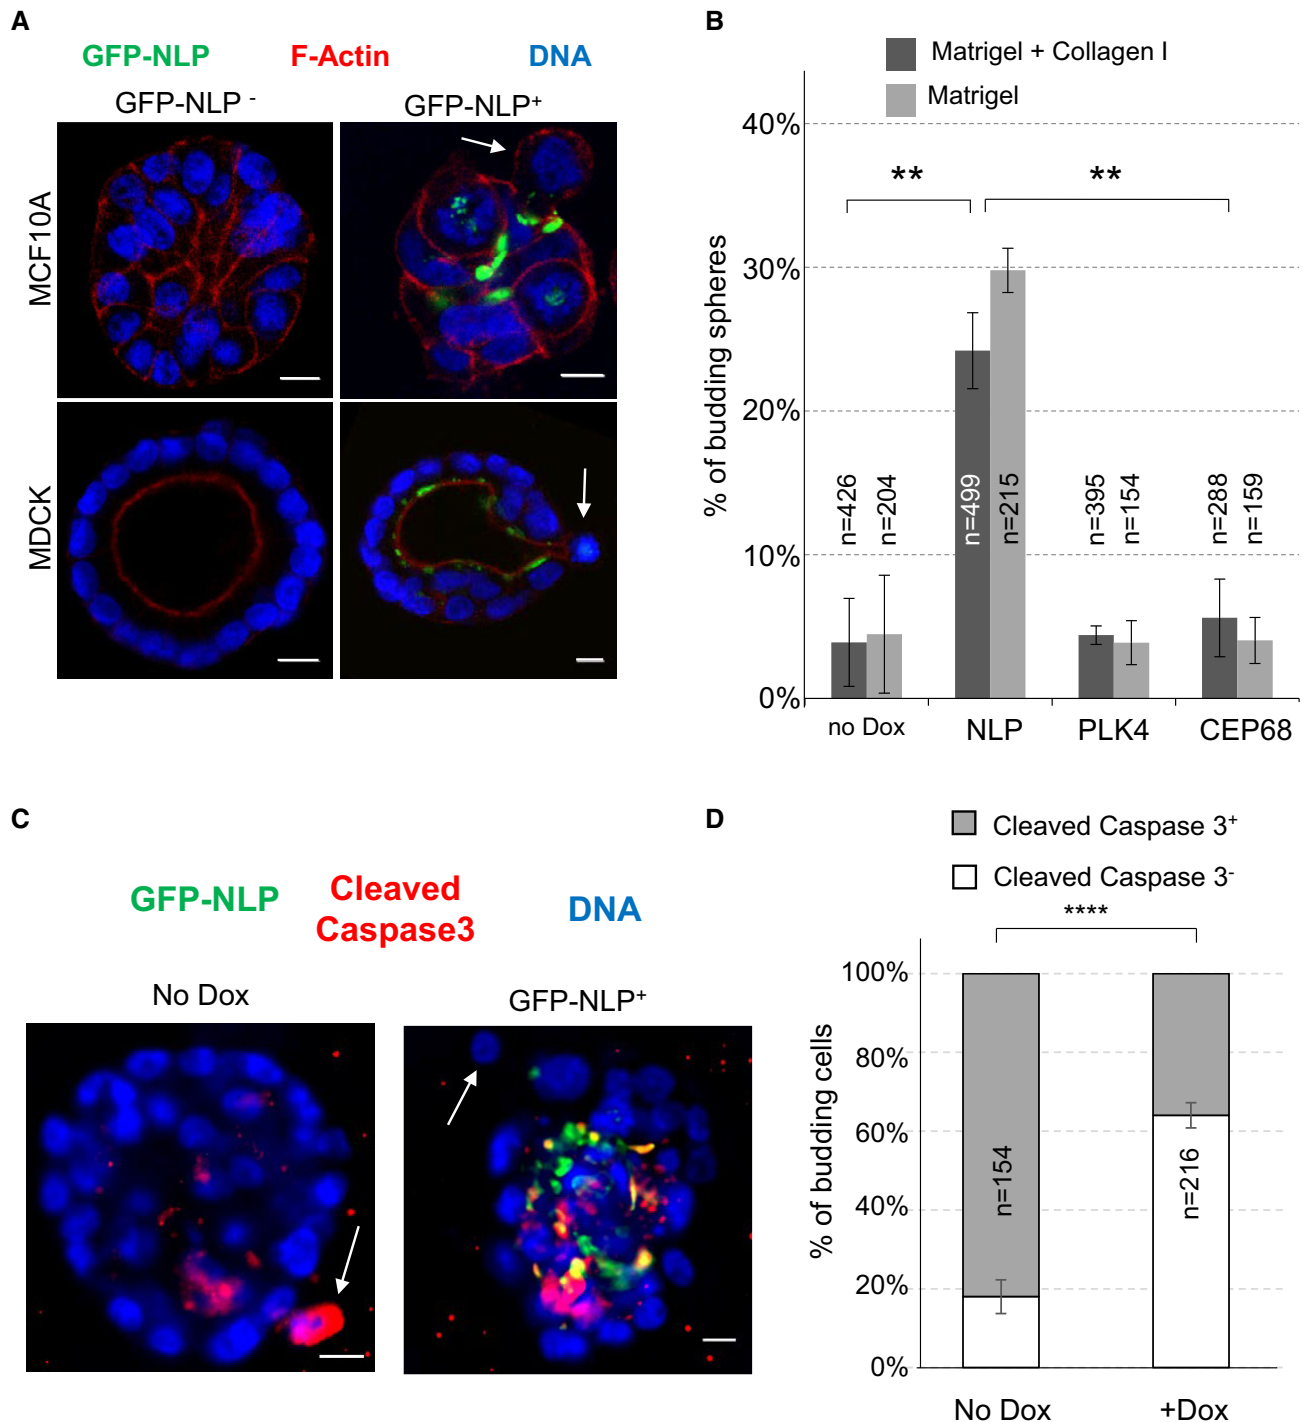 A
GFP-NLP F-Actin DNA
GFP-NLP - GFP-NLP+
MCF10A
MDCK
B
Matrigel + Collagen I
Matrigel
% of budding spheres
40%
30%
20%
10%
0%
** **
n=426 n=204 n=499 n=215 n=395 n=154 n=288 n=159
no Dox NLP PLK4 CEP68
C
GFP-NLP Cleaved Caspase3 DNA
No Dox GFP-NLP+
D
Cleaved Caspase 3+
Cleaved Caspase 3-
****
% of budding cells
100%
80%
60%
40%
20%
0%
n=154 n=216
No Dox +Dox